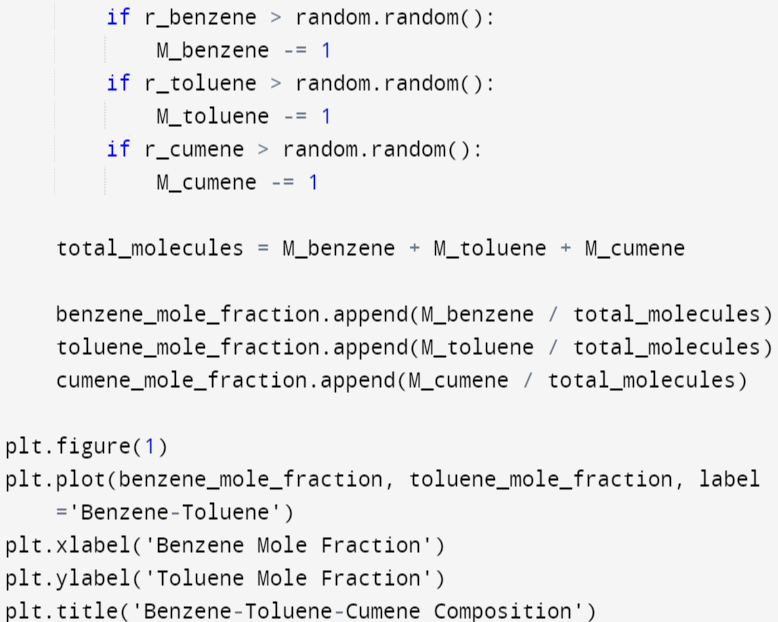 if r_benzene > random.random():
M_benzene -= 1
if r_toluene > random.random():
M_toluene -= 1
if r_cumene > random.random():
M_cumene -= 1
total_molecules = M_benzene + M_toluene + M_cumene
benzene_mole_fraction.append(M_benzene / total_molecules)
toluene_mole_fraction.append(M_toluene / total_molecules)
cumene_mole_fraction.append(M_cumene / total_molecules)
plt.figure(1)
plt.plot(benzene_mole_fraction, toluene_mole_fraction, label
='Benzene-Toluene')
plt.xlabel('Benzene Mole Fraction')
plt.ylabel('Toluene Mole Fraction')
plt.title('Benzene-Toluene-Cumene Composition')